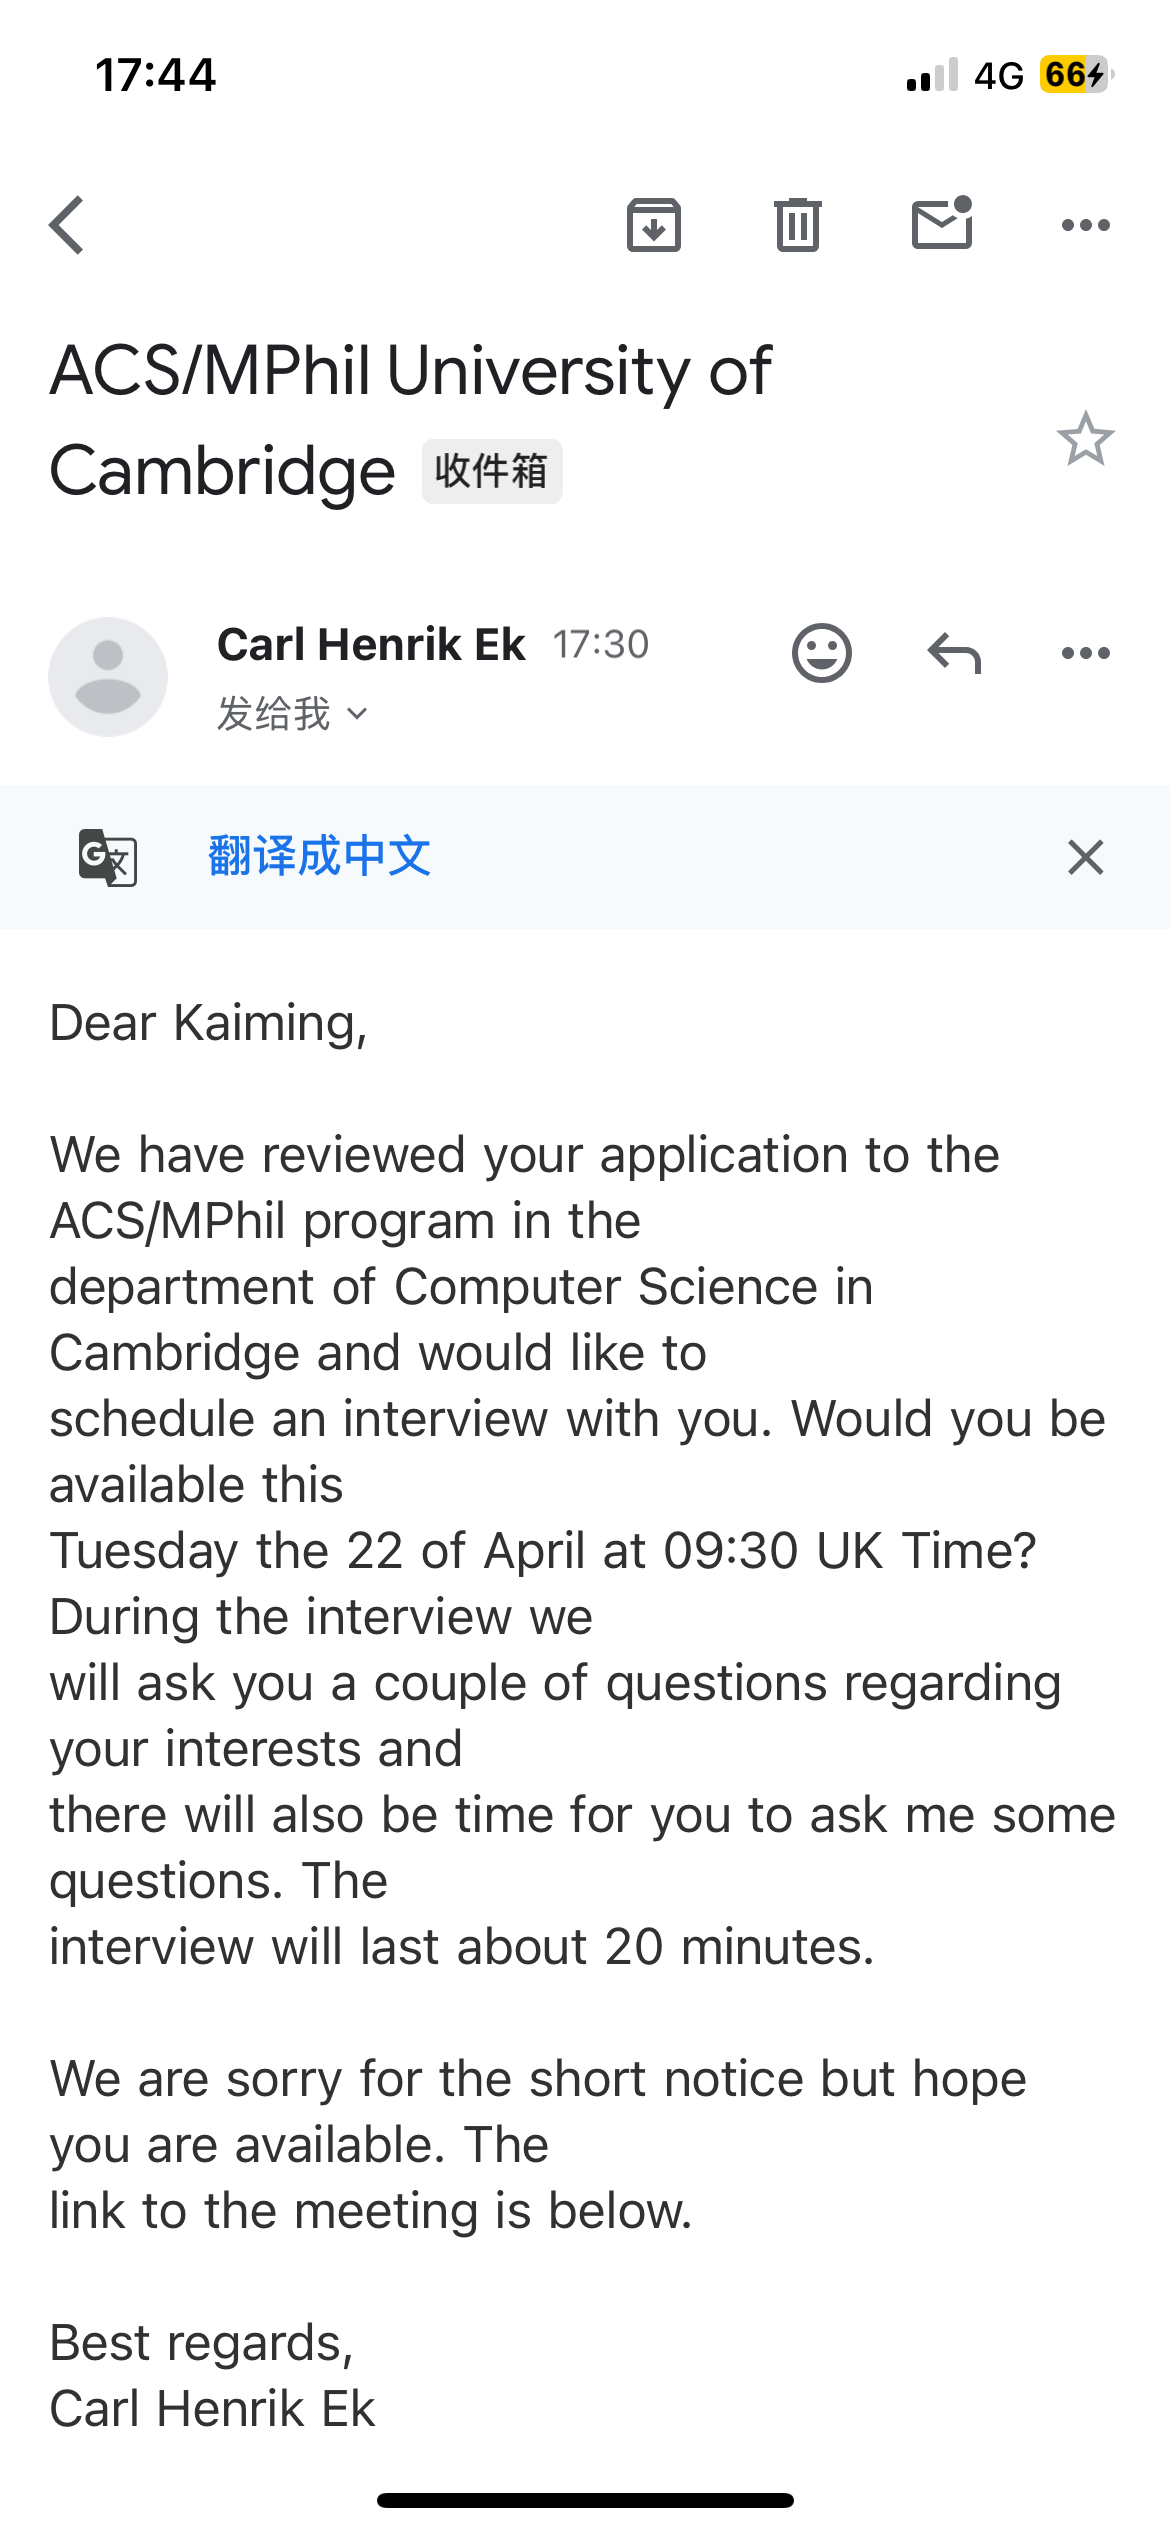 17:44
4G 66
ACS/MPhil University of
Cambridge 收件箱
Carl Henrik Ek 17:30
发给我
G文 翻译成中文
Dear Kaiming,
We have reviewed your application to the
ACS/MPhil program in the
department of Computer Science in
Cambridge and would like to
schedule an interview with you. Would you be
available this
Tuesday the 22 of April at 09:30 UK Time?
During the interview we
will ask you a couple of questions regarding
your interests and
there will also be time for you to ask me some
questions. The
interview will last about 20 minutes.
We are sorry for the short notice but hope
you are available. The
link to the meeting is below.
Best regards,
Carl Henrik Ek